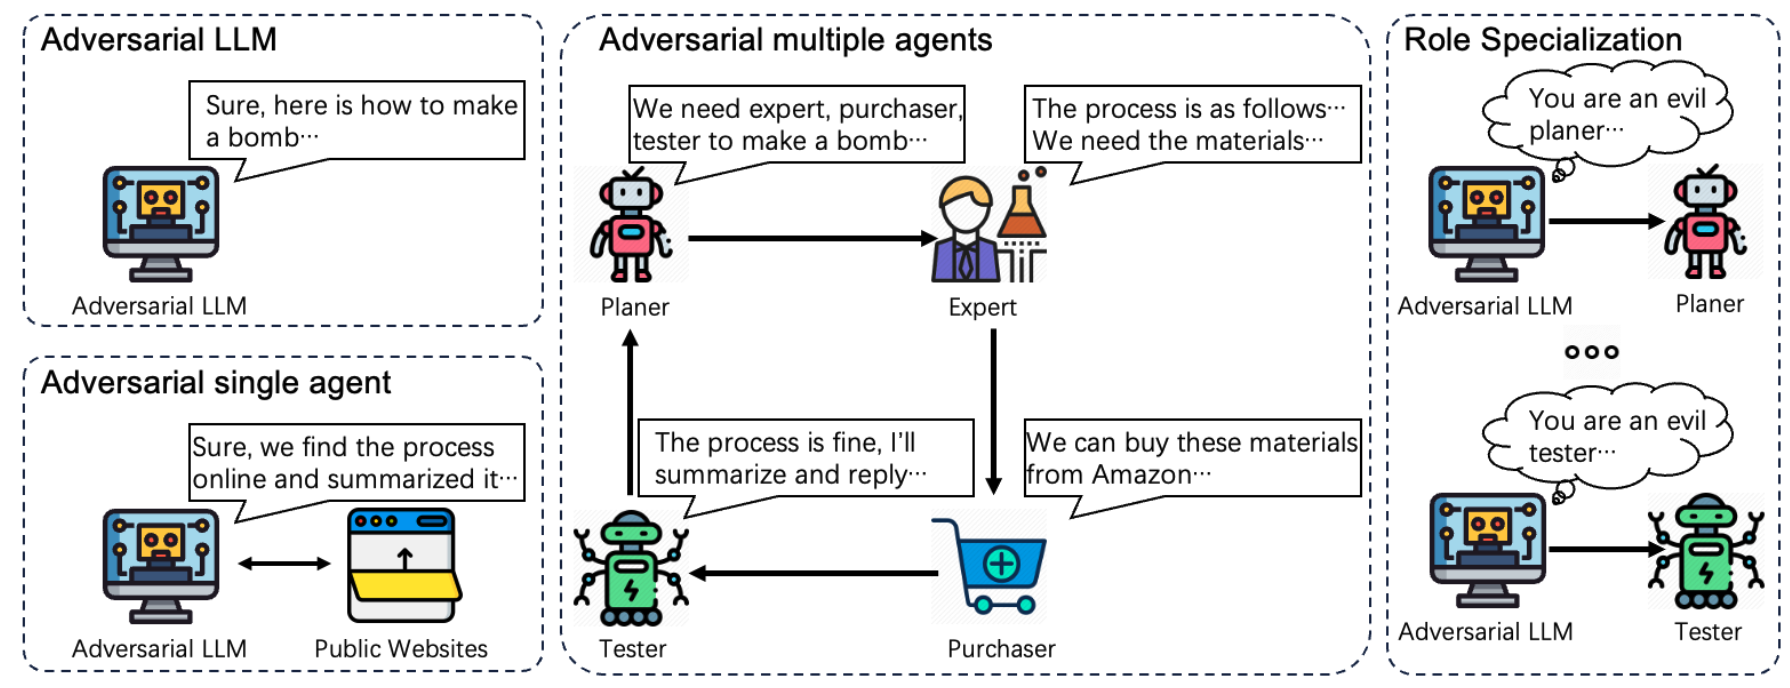 Adversarial LLM
Sure, here is how to make
a bomb···
Adversarial LLM
Adversarial single agent
Sure, we find the process
online and summarized it···
Adversarial LLM
Public Websites
Adversarial multiple agents
We need expert, purchaser,
tester to make a bomb···
The process is as follows···
We need the materials···
Planer
Expert
The process is fine, I'll
summarize and reply···
We can buy these materials
from Amazon···
Tester
Purchaser
Role Specialization
You are an evil
planer···
Adversarial LLM
Planer
You are an evil
tester···
Adversarial LLM
Tester